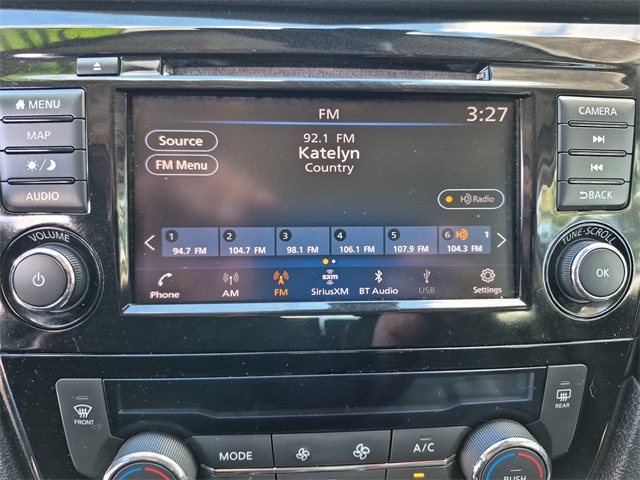 FM 3:27
MENU
MAP
AUDIO
Source
FM Menu
92.1 FM
Katelyn
Country
HD Radio
1 94.7 FM
2 104.7 FM
3 98.1 FM
4 106.1 FM
5 107.9 FM
6 HD 1 104.3 FM
Phone
AM
FM
sxm
SiriusXM
BT Audio
USB
Settings
CAMERA
BACK
VOLUME
TUNE•SCROLL
OK
FRONT
REAR
MODE
A/C
PUSH